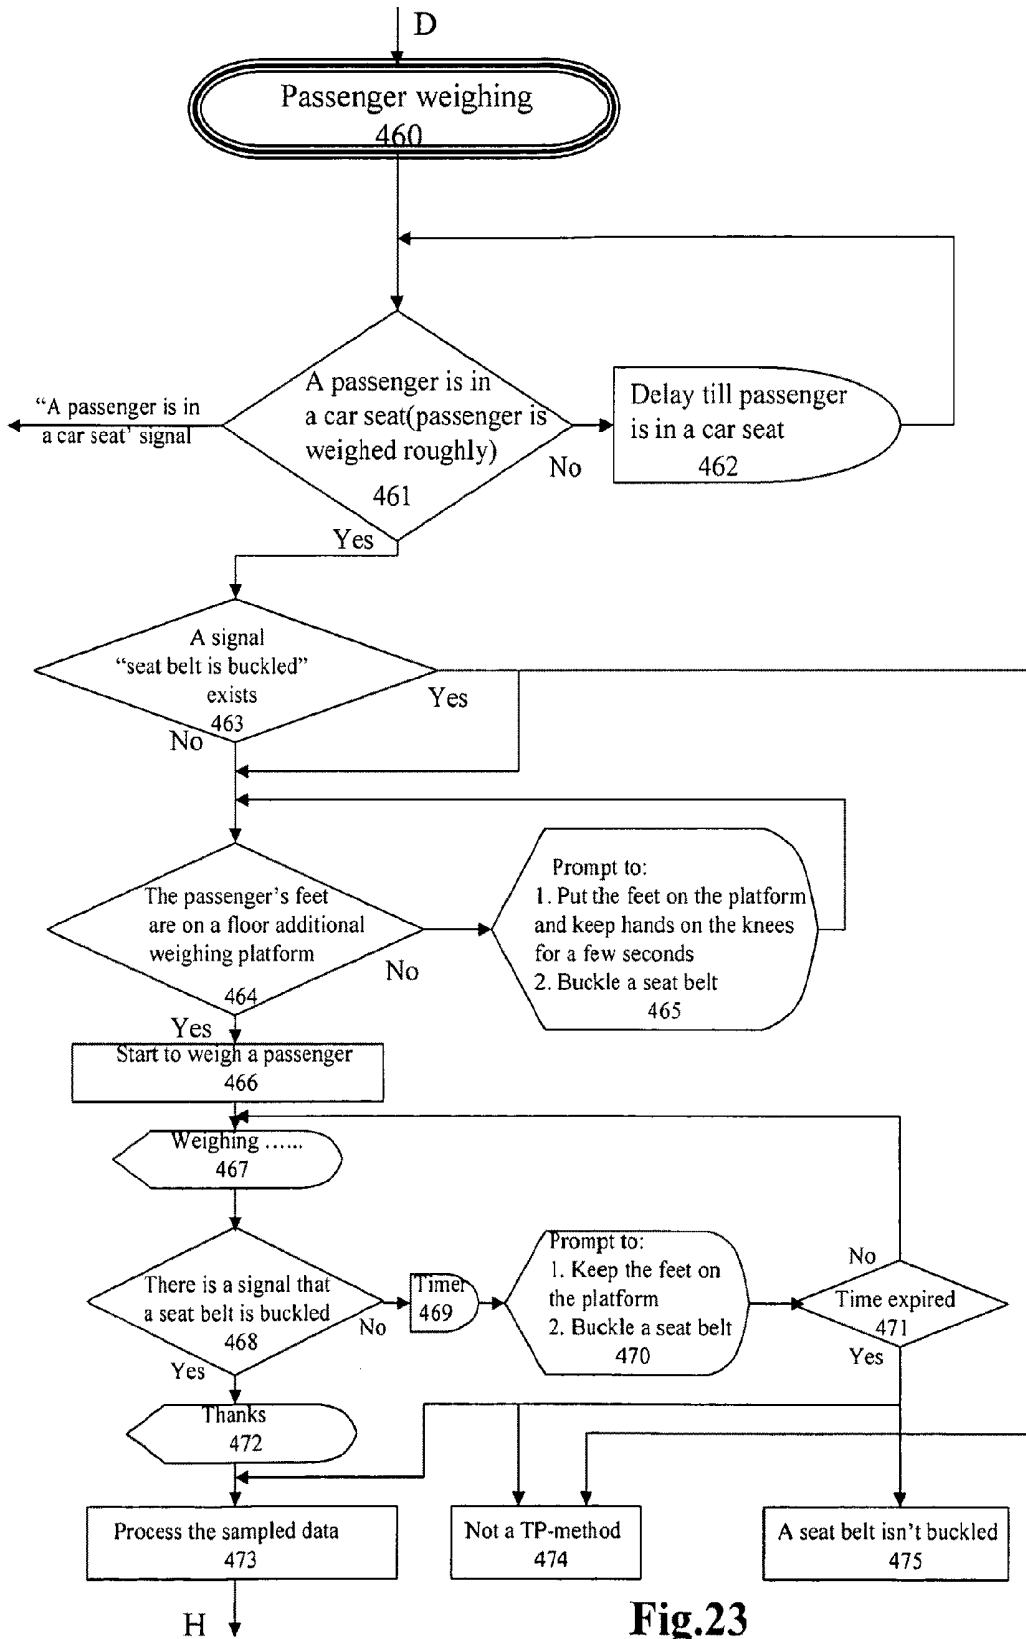 D
Passenger weighing
460
A passenger is in
a car seat(passenger is
weighed roughly)
461
“A passenger is in
a car seat’ signal
No
Delay till passenger
is in a car seat
462
Yes
A signal
“seat belt is buckled”
exists
463
Yes
No
The passenger’s feet
are on a floor additional
weighing platform
464
No
Prompt to:
1. Put the feet on the platform
and keep hands on the knees
for a few seconds
2. Buckle a seat belt
465
Yes
Start to weigh a passenger
466
Weighing ......
467
There is a signal that
a seat belt is buckled
468
No
Timer
469
Prompt to:
1. Keep the feet on
the platform
2. Buckle a seat belt
470
No
Time expired
471
Yes
Yes
Thanks
472
Process the sampled data
473
Not a TP-method
474
A seat belt isn’t buckled
475
H
Fig.23